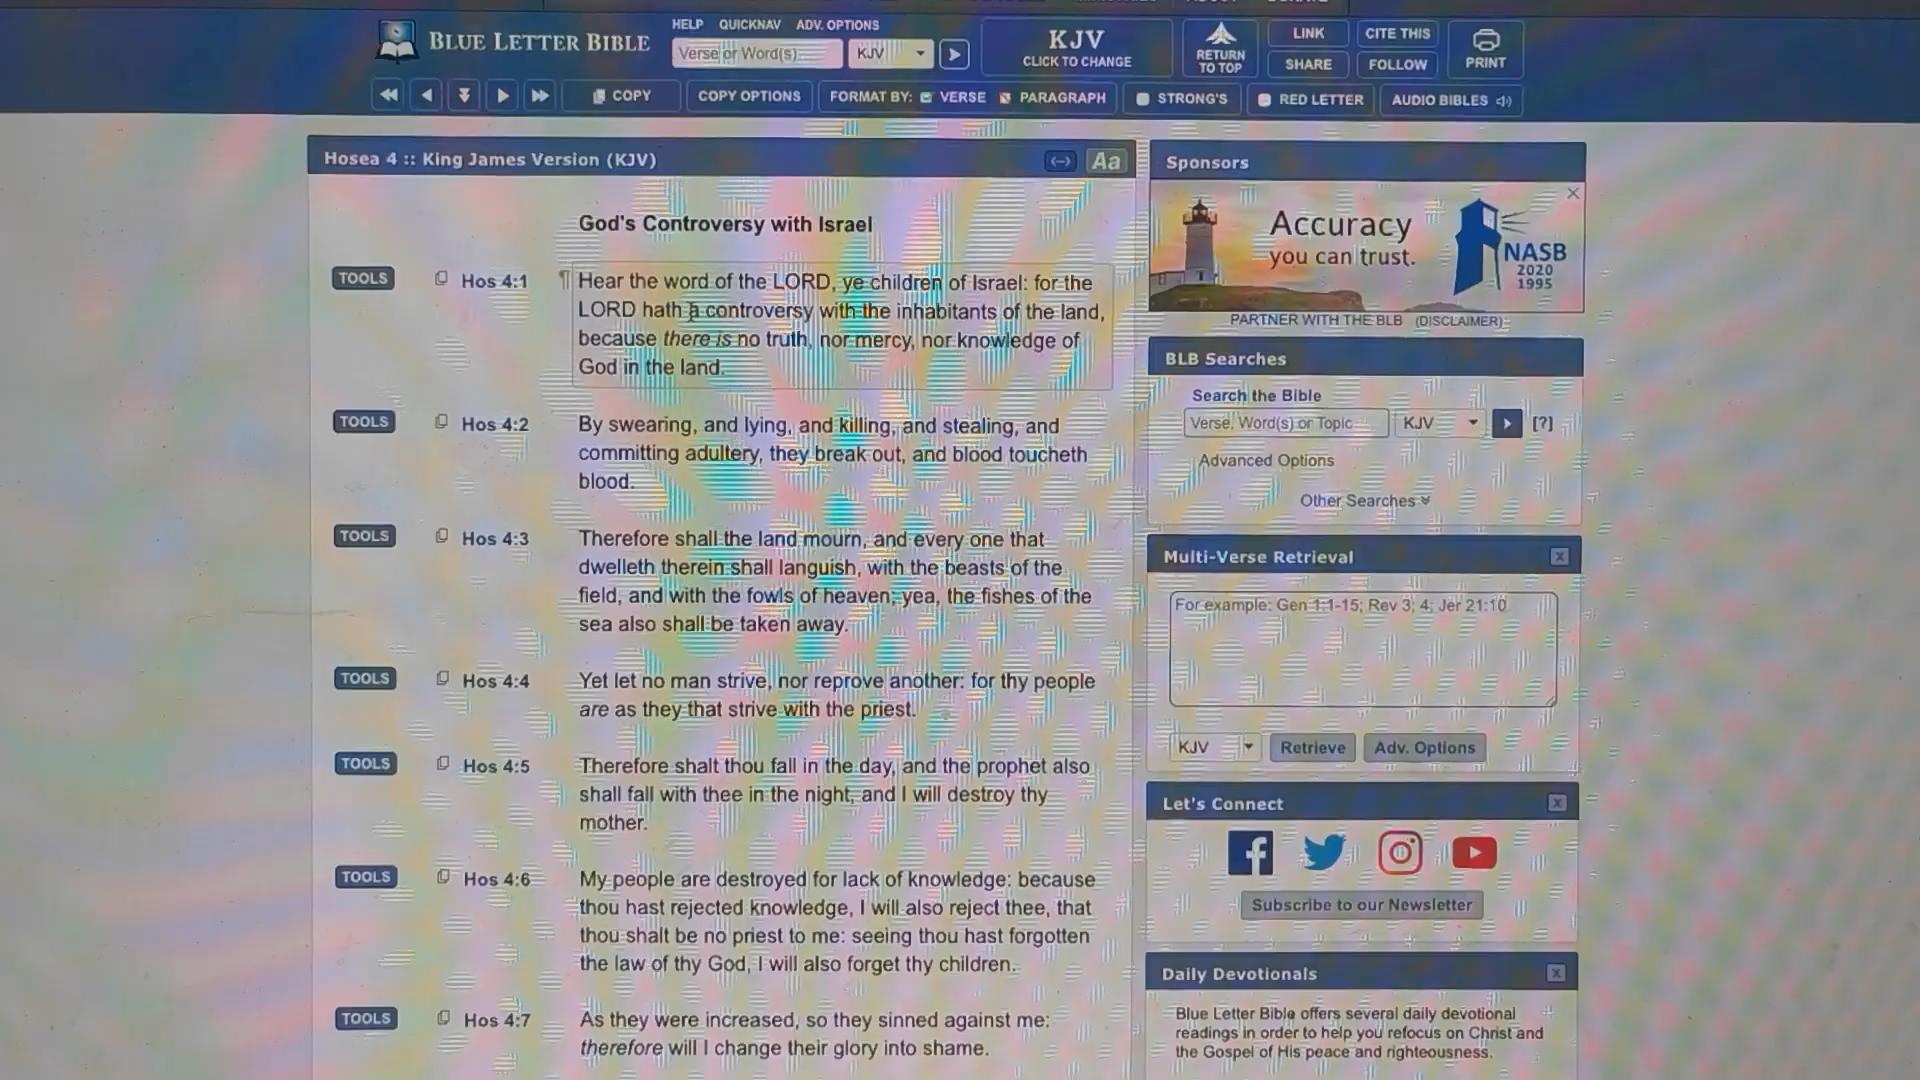 HELP QUICKNAV ADV. OPTIONS
BLUE LETTER BIBLE
Verse or Word(s)
KJV
KJV
CLICK TO CHANGE
RETURN
TO TOP
LINK
CITE THIS
SHARE
FOLLOW
PRINT
COPY
COPY OPTIONS
FORMAT BY: VERSE PARAGRAPH
STRONG'S
RED LETTER
AUDIO BIBLES
Hosea 4 :: King James Version (KJV)
Aa
God's Controversy with Israel
TOOLS Hos 4:1 ¶ Hear the word of the LORD, ye children of Israel: for the
LORD hath a controversy with the inhabitants of the land,
because there is no truth, nor mercy, nor knowledge of
God in the land.
TOOLS Hos 4:2 By swearing, and lying, and killing, and stealing, and
committing adultery, they break out, and blood toucheth
blood.
TOOLS Hos 4:3 Therefore shall the land mourn, and every one that
dwelleth therein shall languish, with the beasts of the
field, and with the fowls of heaven; yea, the fishes of the
sea also shall be taken away.
TOOLS Hos 4:4 Yet let no man strive, nor reprove another: for thy people
are as they that strive with the priest.
TOOLS Hos 4:5 Therefore shalt thou fall in the day, and the prophet also
shall fall with thee in the night, and I will destroy thy
mother.
TOOLS Hos 4:6 My people are destroyed for lack of knowledge: because
thou hast rejected knowledge, I will also reject thee, that
thou shalt be no priest to me: seeing thou hast forgotten
the law of thy God, I will also forget thy children.
TOOLS Hos 4:7 As they were increased, so they sinned against me:
therefore will I change their glory into shame.
Sponsors
Accuracy
you can trust.
NASB
2020
1995
PARTNER WITH THE BLB (DISCLAIMER)
BLB Searches
Search the Bible
Verse, Word(s) or Topic
KJV
[?]
Advanced Options
Other Searches
Multi-Verse Retrieval
For example: Gen 1:1-15; Rev 3; 4; Jer 21:10
KJV
Retrieve
Adv. Options
Let's Connect
Subscribe to our Newsletter
Daily Devotionals
Blue Letter Bible offers several daily devotional
readings in order to help you refocus on Christ and
the Gospel of His peace and righteousness.